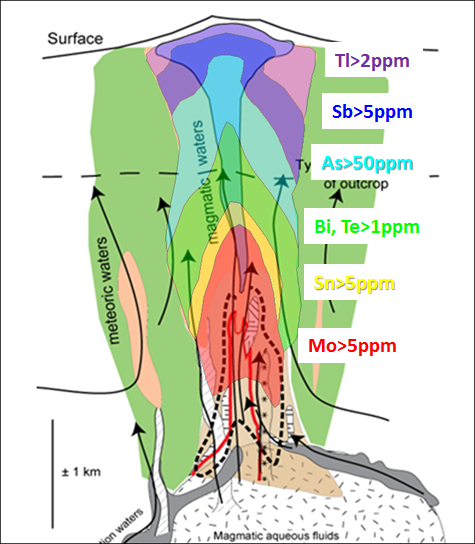 Surface
Tl>2ppm
Sb>5ppm
As>50ppm
of outcrop
Bi, Te>1ppm
Sn>5ppm
Mo>5ppm
magmatic waters
meteoric waters
± 1 km
waters
Magmatic aqueous fluids